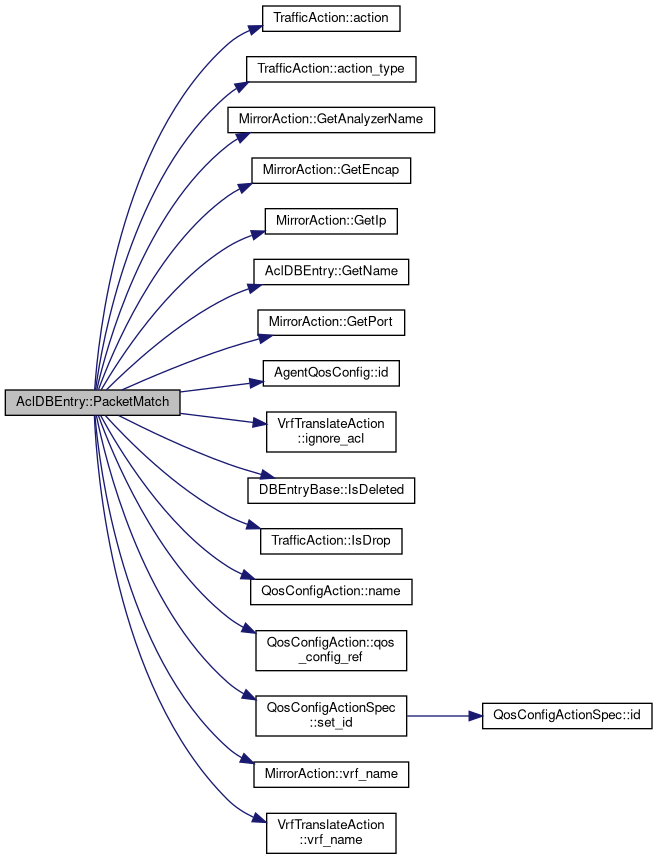 TrafficAction::action
TrafficAction::action_type
MirrorAction::GetAnalyzerName
MirrorAction::GetEncap
MirrorAction::GetIp
AclDBEntry::GetName
MirrorAction::GetPort
AgentQosConfig::id
AclDBEntry::PacketMatch
VrfTranslateAction
::ignore_acl
DBEntryBase::IsDeleted
TrafficAction::IsDrop
QosConfigAction::name
QosConfigAction::qos
_config_ref
QosConfigActionSpec
::set_id
QosConfigActionSpec::id
MirrorAction::vrf_name
VrfTranslateAction
::vrf_name